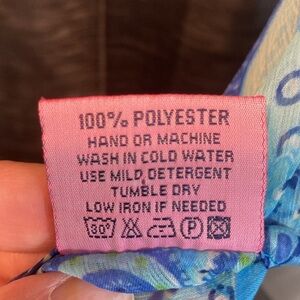 100% POLYESTER
HAND OR MACHINE
WASH IN COLD WATER
USE MILD DETERGENT
TUMBLE DRY
LOW IRON IF NEEDED
30° P